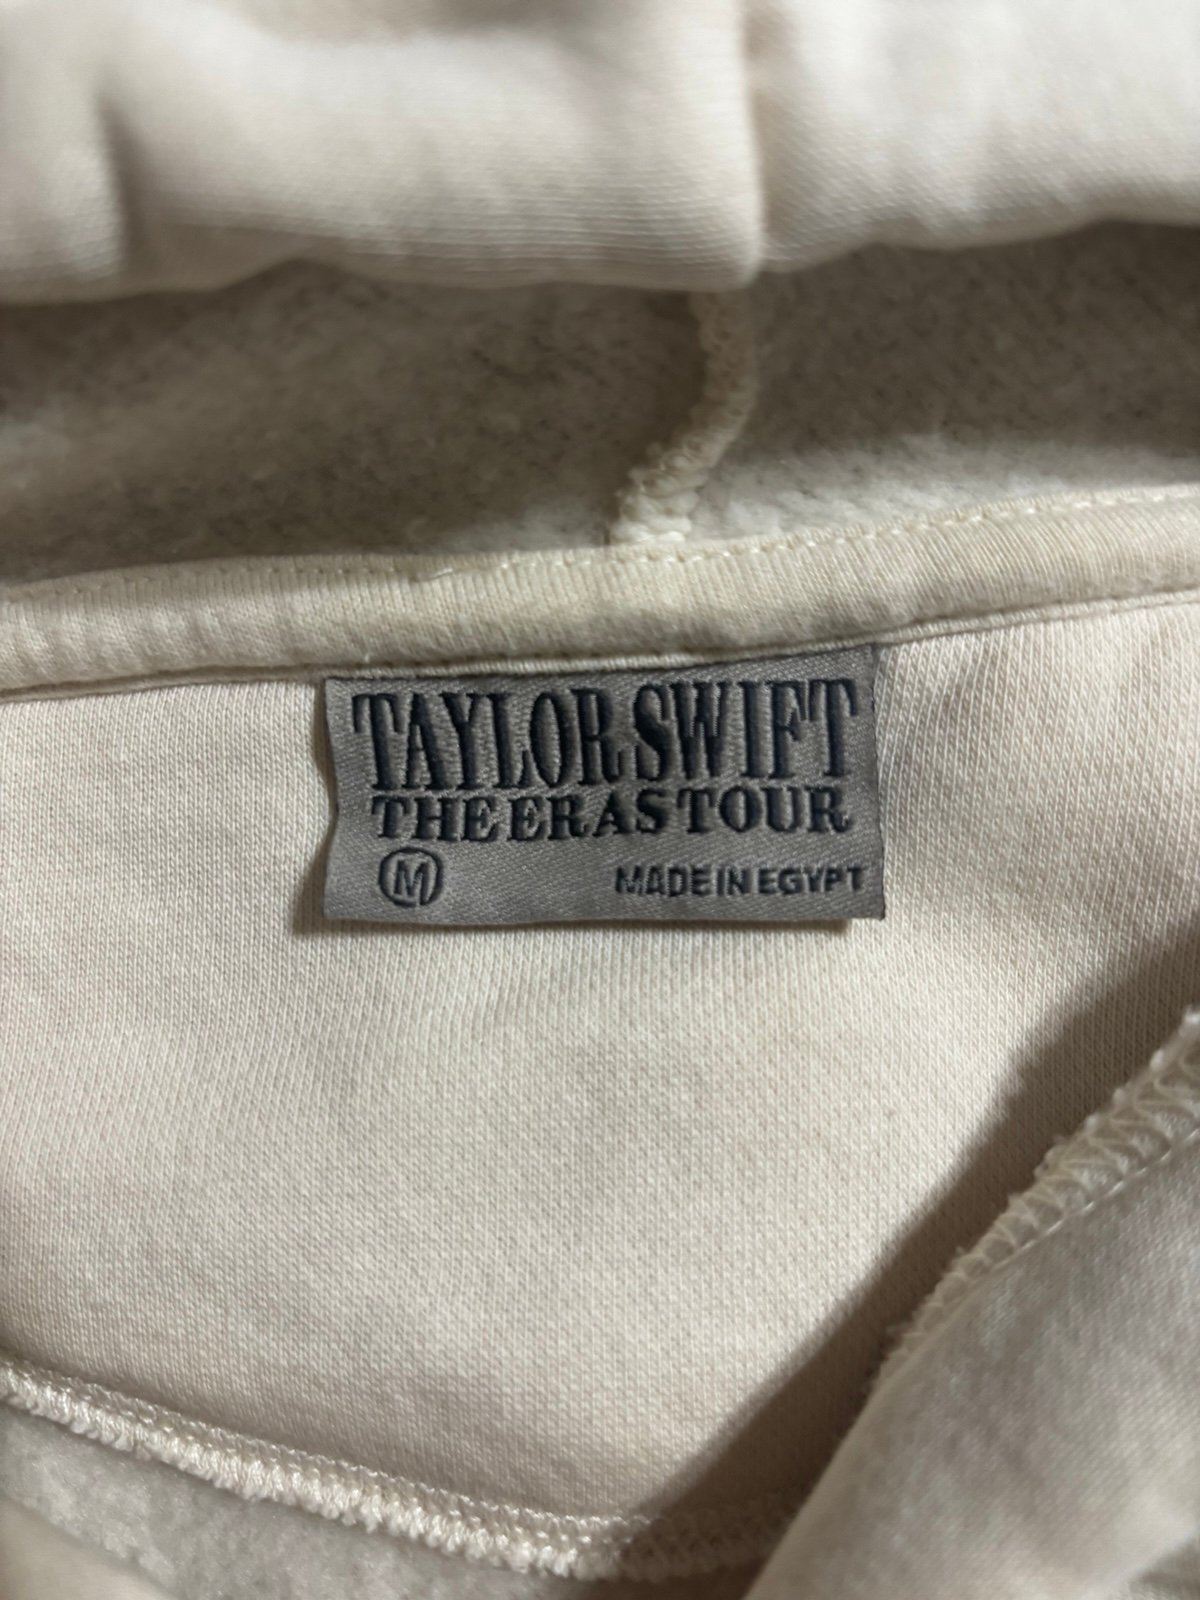 TAYLOR SWIFT
THE ERAS TOUR
M MADE IN EGYPT